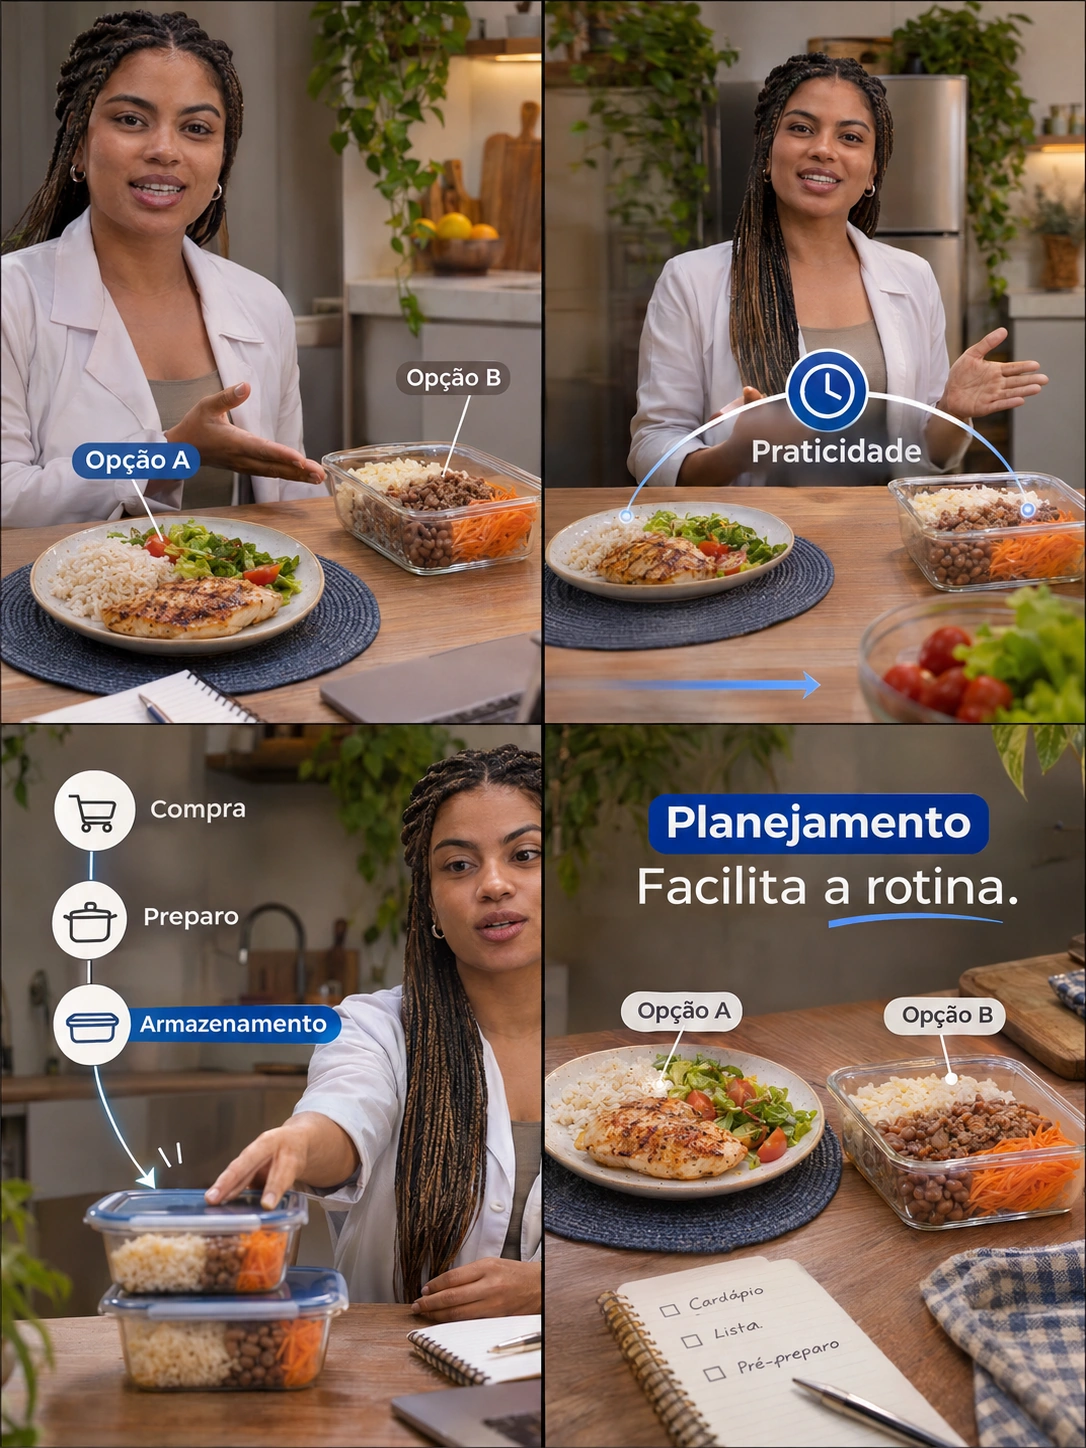 Opção B
Opção A
Praticidade
Compra
Preparo
Armazenamento
Planejamento
Facilita a rotina.
Opção A
Opção B
Cardápio
Lista.
Pré-preparo